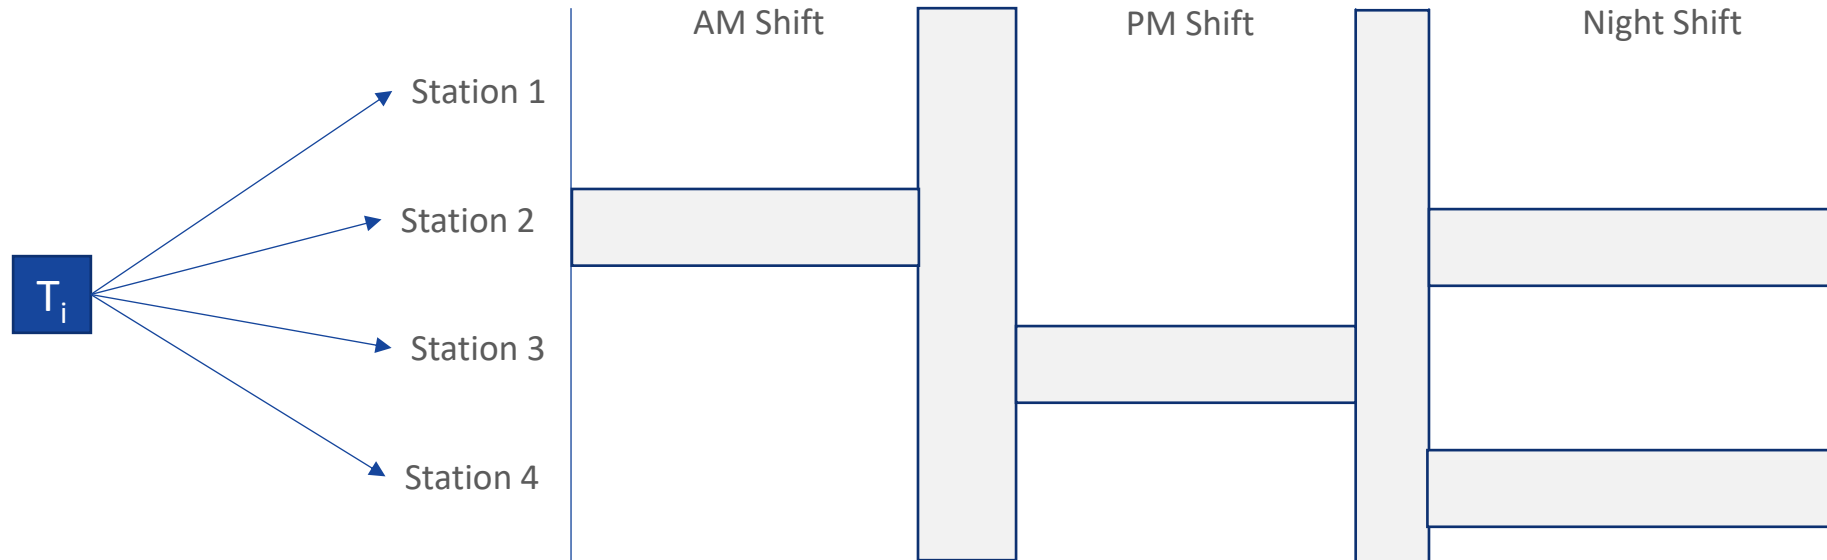 AM Shift
PM Shift
Night Shift
Station 1
Station 2
Station 3
Station 4
Ti